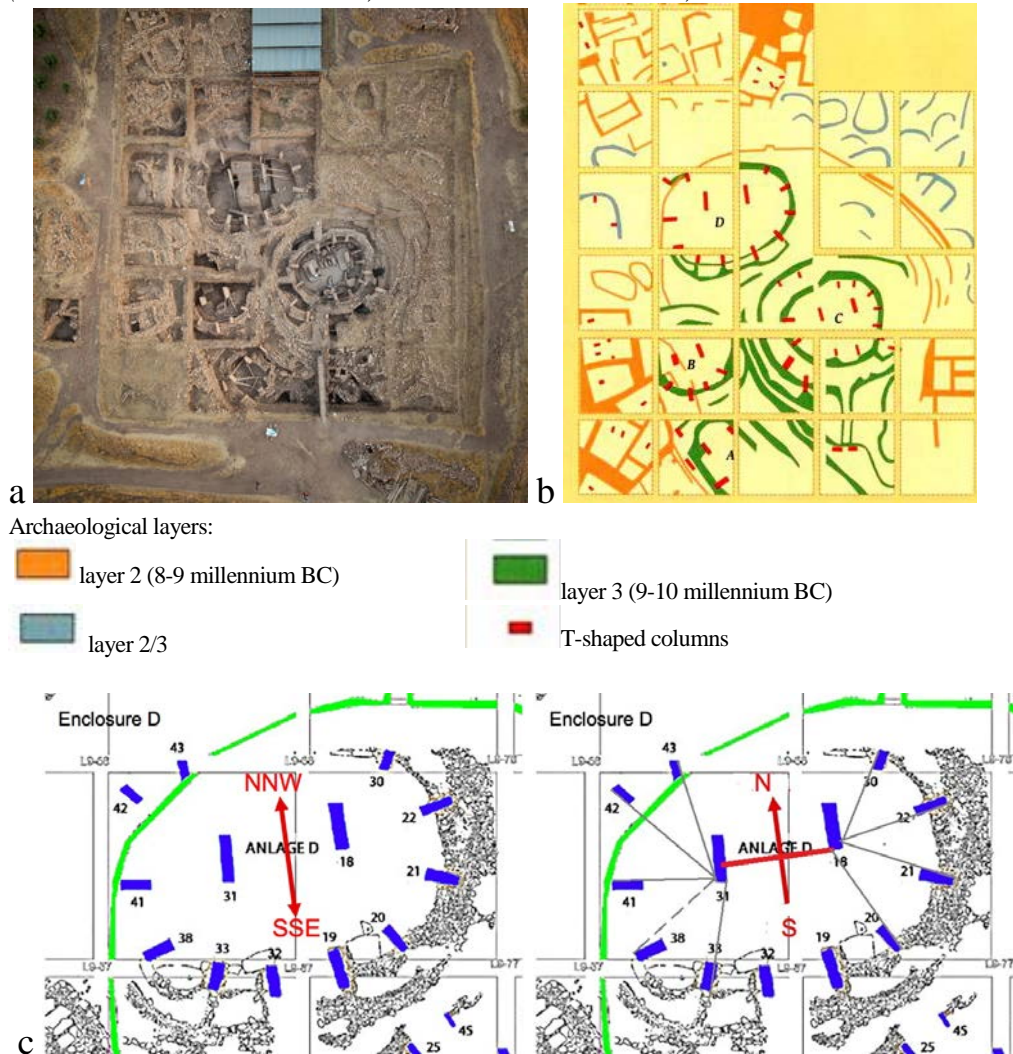 a
b
D
C
B
A
Archaeological layers:
layer 2 (8-9 millennium BC)
layer 3 (9-10 millennium BC)
layer 2/3
T-shaped columns
Enclosure D
43
30
NNW
42
22
ANLAGE D
18
31
21
41
SSE
20
38
33
32
19
45
25
Enclosure D
43
30
N
42
22
ANLAGE D
18
31
21
41
S
20
38
33
32
19
45
25
c